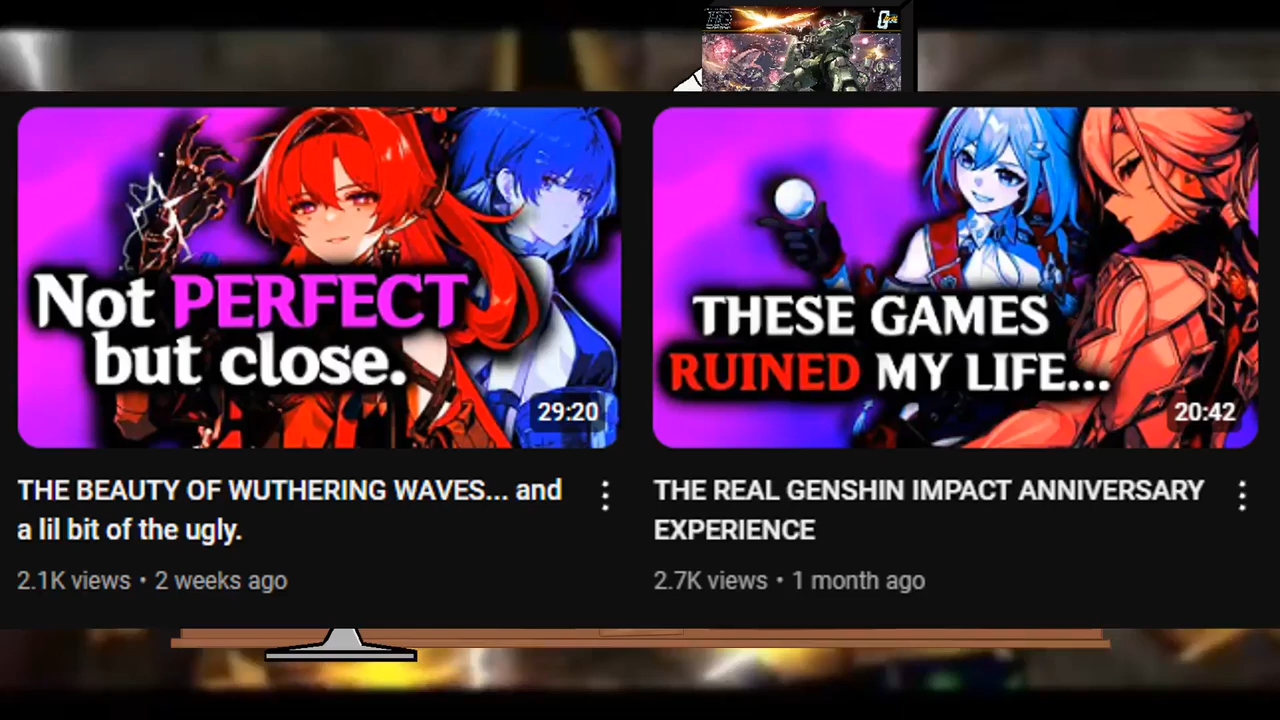 HG
Not PERFECT
but close.
29:20
THESE GAMES
RUINED MY LIFE...
20:42
THE BEAUTY OF WUTHERING WAVES... and
a lil bit of the ugly.
THE REAL GENSHIN IMPACT ANNIVERSARY
EXPERIENCE
2.1K views • 2 weeks ago
2.7K views • 1 month ago